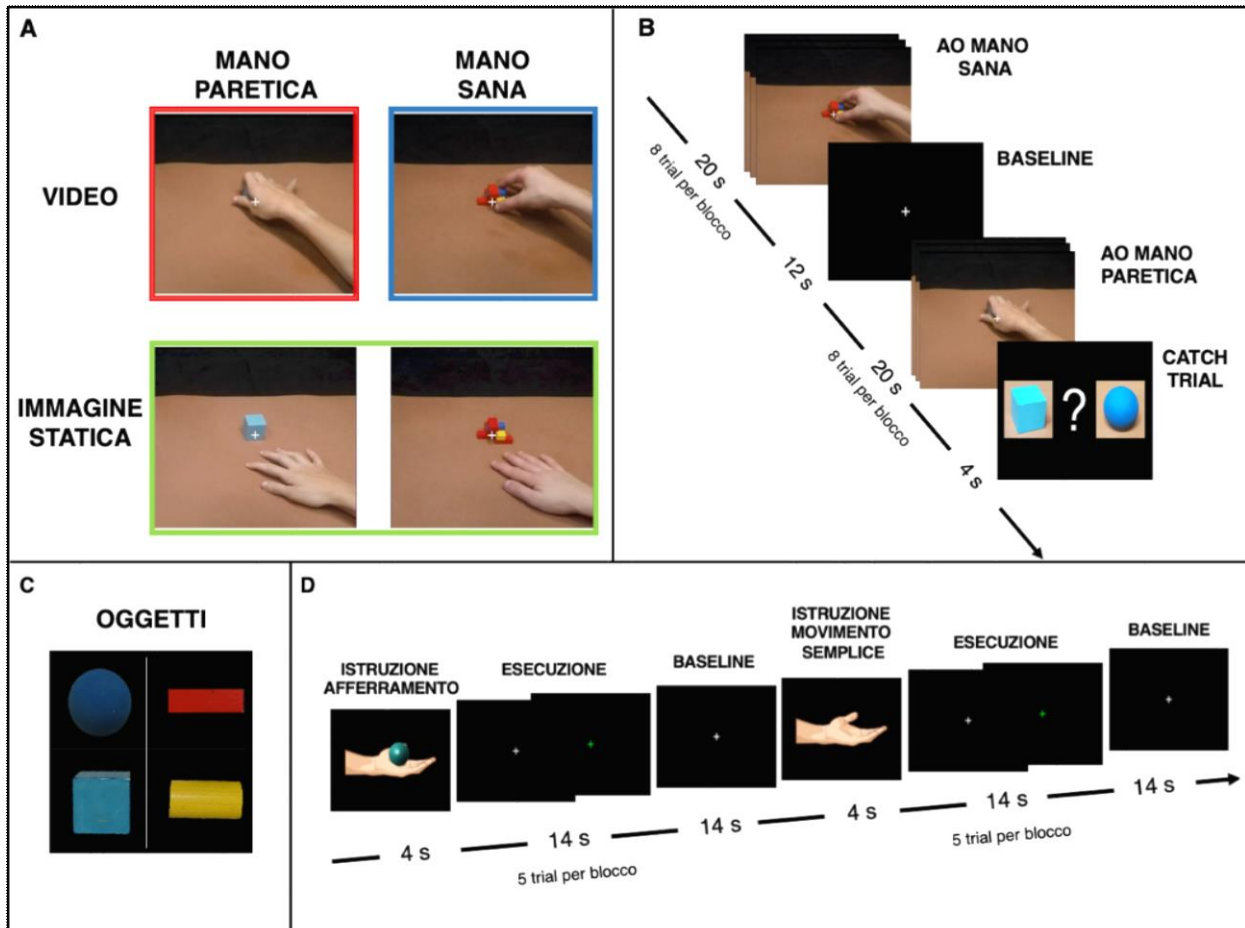 A
MANO
PARETICA
MANO
SANA
VIDEO
IMMAGINE
STATICA
B
AO MANO
SANA
BASELINE
AO MANO
PARETICA
CATCH
TRIAL
?
20 s
8 trial per blocco
12 s
20 s
8 trial per blocco
4 s
C
OGGETTI
D
ISTRUZIONE
AFFERRAMENTO
ESECUZIONE
BASELINE
ISTRUZIONE
MOVIMENTO
SEMPLICE
ESECUZIONE
BASELINE
4 s
14 s
5 trial per blocco
14 s
4 s
14 s
5 trial per blocco
14 s